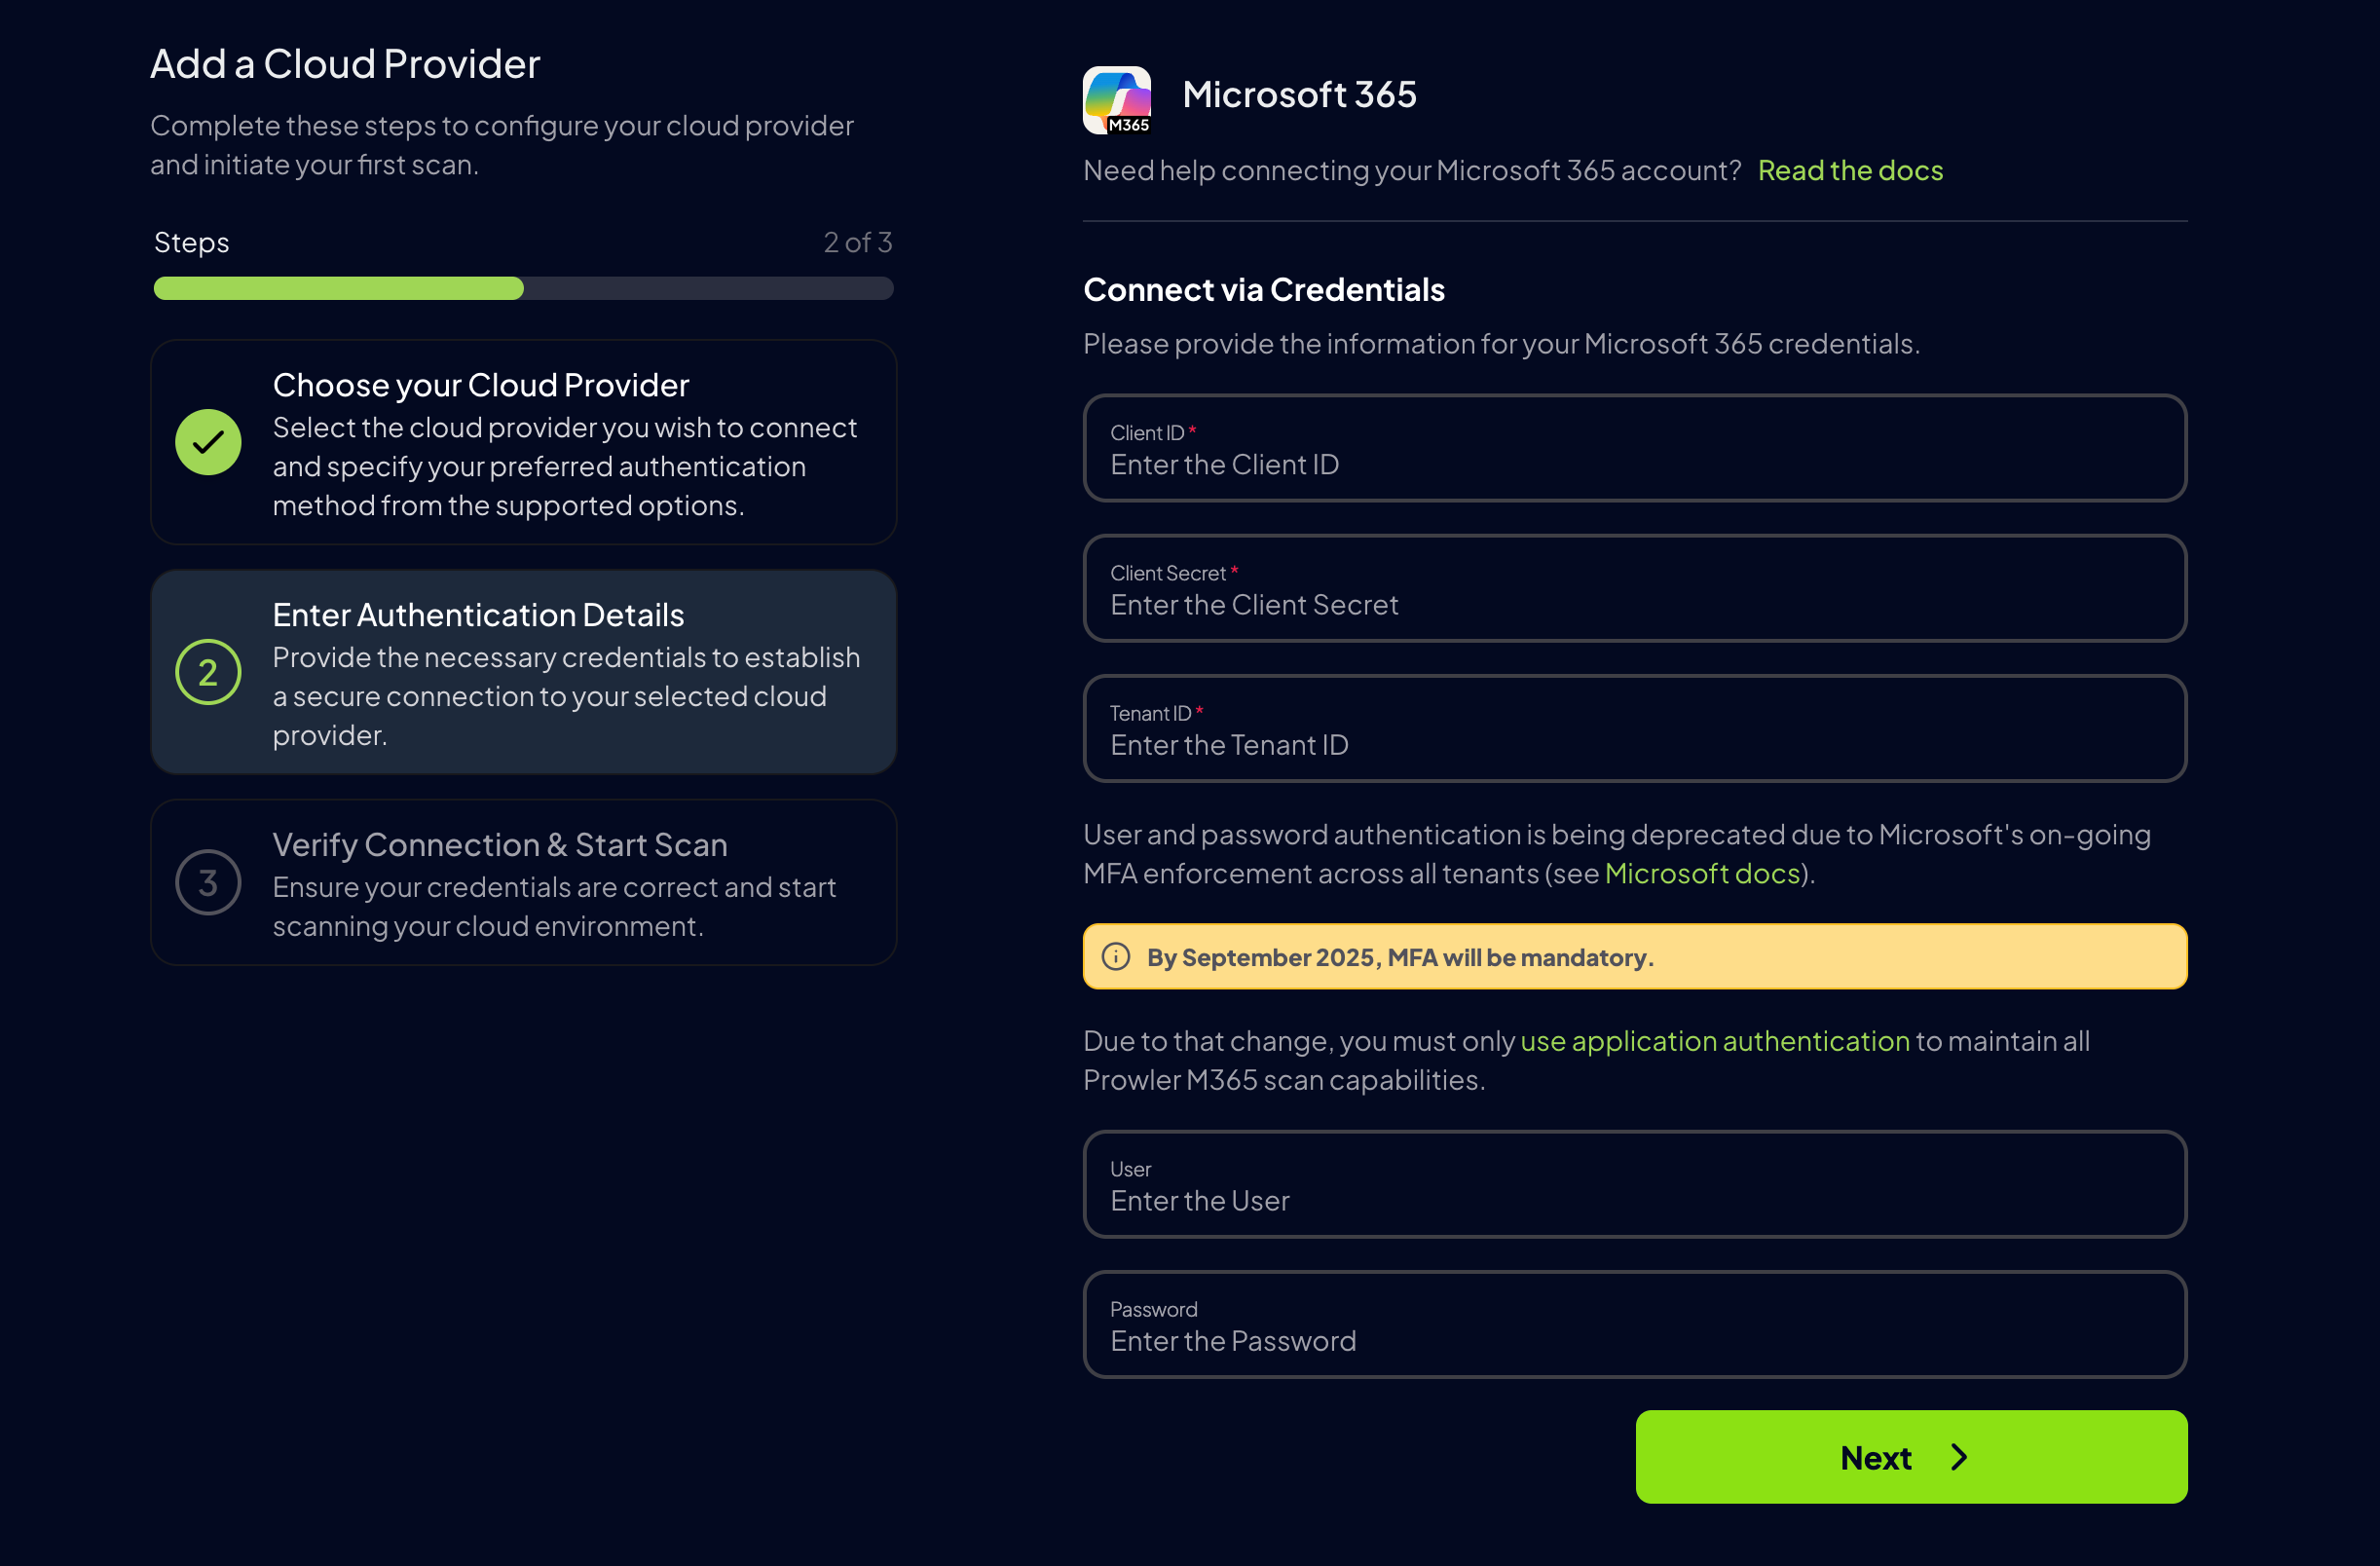 Add a Cloud Provider
Complete these steps to configure your cloud provider
and initiate your first scan.
Steps
2 of 3
Choose your Cloud Provider
Select the cloud provider you wish to connect
and specify your preferred authentication
method from the supported options.
2
Enter Authentication Details
Provide the necessary credentials to establish
a secure connection to your selected cloud
provider.
3
Verify Connection & Start Scan
Ensure your credentials are correct and start
scanning your cloud environment.
M365
Microsoft 365
Need help connecting your Microsoft 365 account? Read the docs
Connect via Credentials
Please provide the information for your Microsoft 365 credentials.
Client ID *
Enter the Client ID
Client Secret *
Enter the Client Secret
Tenant ID *
Enter the Tenant ID
User and password authentication is being deprecated due to Microsoft's on-going
MFA enforcement across all tenants (see Microsoft docs).
By September 2025, MFA will be mandatory.
Due to that change, you must only use application authentication to maintain all
Prowler M365 scan capabilities.
User
Enter the User
Password
Enter the Password
Next